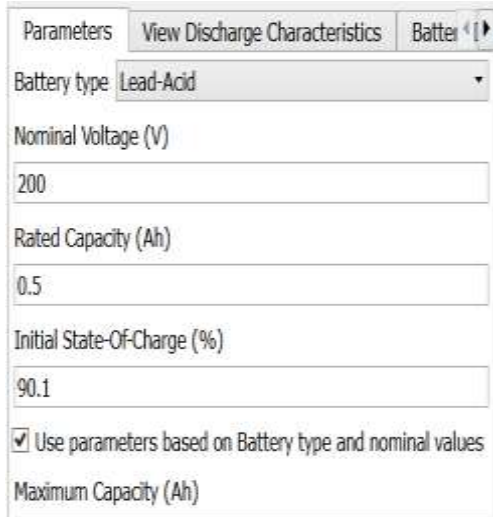 Parameters View Discharge Characteristics Batter
Battery type Lead-Acid
Nominal Voltage (V)
200
Rated Capacity (Ah)
0.5
Initial State-Of-Charge (%)
90.1
Use parameters based on Battery type and nominal values
Maximum Capacity (Ah)